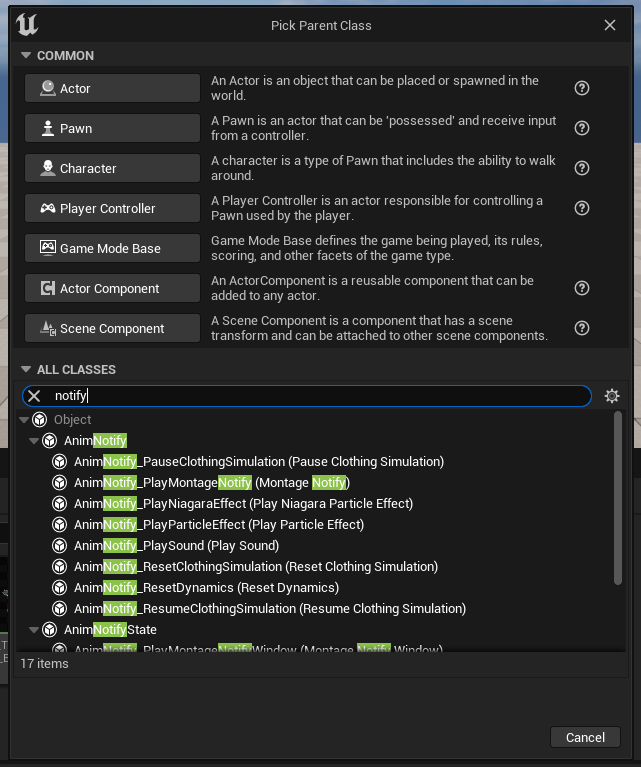 Pick Parent Class
COMMON
Actor
An Actor is an object that can be placed or spawned in the
world.
Pawn
A Pawn is an actor that can be 'possessed' and receive input
from a controller.
Character
A character is a type of Pawn that includes the ability to walk
around.
Player Controller
A Player Controller is an actor responsible for controlling a
Pawn used by the player.
Game Mode Base
Game Mode Base defines the game being played, its rules,
scoring, and other facets of the game type.
Actor Component
An ActorComponent is a reusable component that can be
added to any actor.
Scene Component
A Scene Component is a component that has a scene
transform and can be attached to other scene components.
ALL CLASSES
notify
Object
AnimNotify
AnimNotify_PauseClothingSimulation (Pause Clothing Simulation)
AnimNotify_PlayMontageNotify (Montage Notify)
AnimNotify_PlayNiagaraEffect (Play Niagara Particle Effect)
AnimNotify_PlayParticleEffect (Play Particle Effect)
AnimNotify_PlaySound (Play Sound)
AnimNotify_ResetClothingSimulation (Reset Clothing Simulation)
AnimNotify_ResetDynamics (Reset Dynamics)
AnimNotify_ResumeClothingSimulation (Resume Clothing Simulation)
AnimNotifyState
AnimNotify_PlayMontageNotifyWindow (Montage Notify Window)
17 items
Cancel